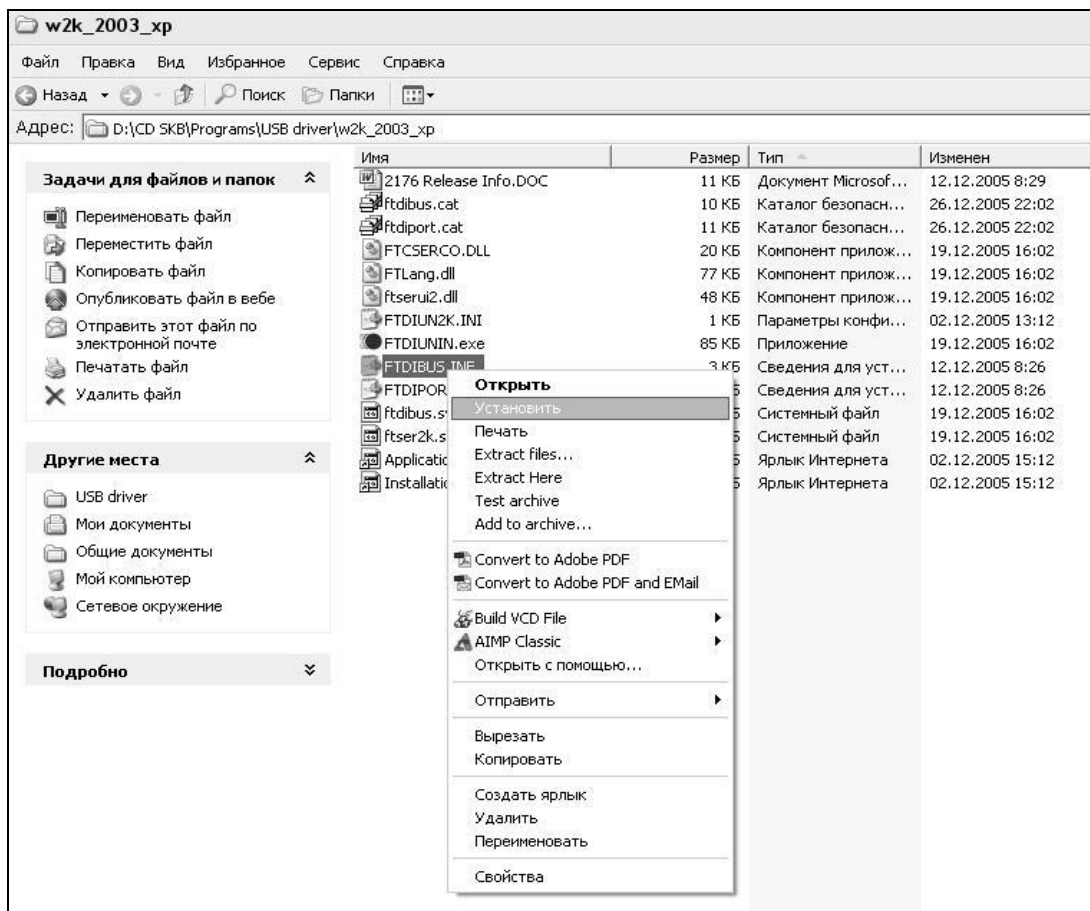 w2k_2003_xp
Файл Правка Вид Избранное Сервис Справка
Назад Поиск Папки
Адрес: D:\CD SKB\Programs\USB driver\w2k_2003_xp
Задачи для файлов и папок
Переименовать файл
Переместить файл
Копировать файл
Опубликовать файл в вебе
Отправить этот файл по
электронной почте
Печатать файл
Удалить файл
Другие места
USB driver
Мои документы
Общие документы
Мой компьютер
Сетевое окружение
Подробно
Имя Размер Тип Изменен
2176 Release Info.DOC 11 КБ Документ Microsof... 12.12.2005 8:29
ftdibus.cat 10 КБ Каталог безопасн... 26.12.2005 22:02
ftdiport.cat 11 КБ Каталог безопасн... 26.12.2005 22:02
FTCSERCO.DLL 20 КБ Компонент прилож... 19.12.2005 16:02
FTLang.dll 77 КБ Компонент прилож... 19.12.2005 16:02
ftserui2.dll 48 КБ Компонент прилож... 19.12.2005 16:02
FTDIUN2K.INI 1 КБ Параметры конфи... 02.12.2005 13:12
FTDIUNIN.exe 85 КБ Приложение 19.12.2005 16:02
FTDIBUS.INF 3 КБ Сведения для уст... 12.12.2005 8:26
FTDIPOR Б Сведения для уст... 12.12.2005 8:26
ftdibus.s Б Системный файл 19.12.2005 16:02
ftser2k.s Б Системный файл 19.12.2005 16:02
Applicatio Б Ярлык Интернета 02.12.2005 15:12
Installatio Б Ярлык Интернета 02.12.2005 15:12
Открыть
Установить
Печать
Extract files...
Extract Here
Test archive
Add to archive...
Convert to Adobe PDF
Convert to Adobe PDF and EMail
Build VCD File
AIMP Classic
Открыть с помощью...
Отправить
Вырезать
Копировать
Создать ярлык
Удалить
Переименовать
Свойства